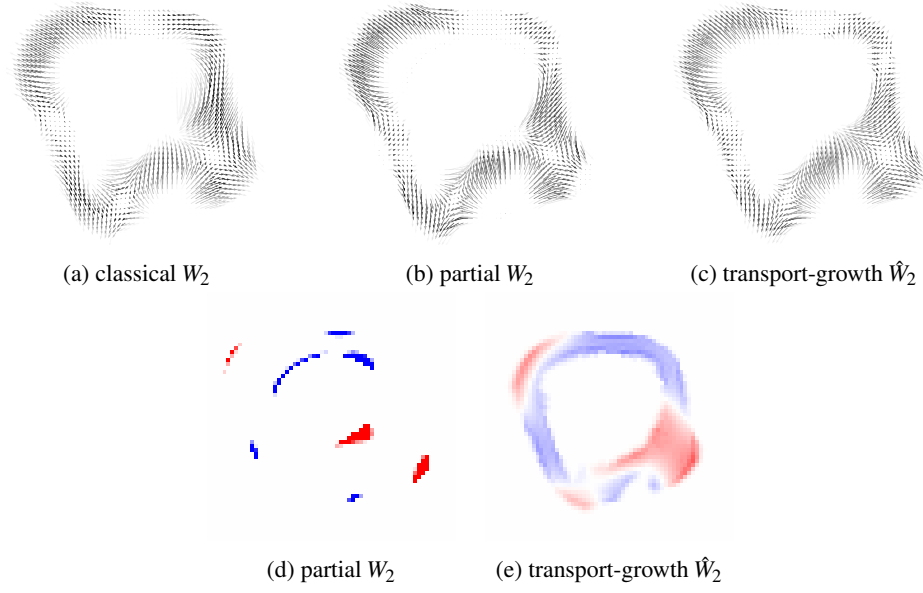 (a) classical W₂
(b) partial W₂
(c) transport-growth Ŵ₂
(d) partial W₂
(e) transport-growth Ŵ₂